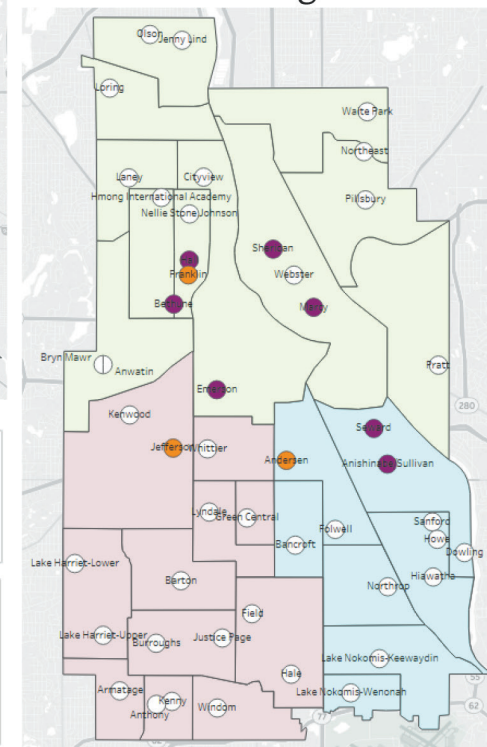 Olson
Jenny Lind
Loring
Waite Park
Northeast
Laney
Cityview
Hmong International Academy
Pillsbury
Nellie Stone Johnson
Sheridan
Hall
Franklin
Webster
Bethune
Marcy
Bryn Mawr
Anwatin
Pratt
Emerson
280
Kenwood
Seward
Jefferson
Whittier
Andersen
Anishinabe/Sullivan
Lyndale
Green Central
Sanford
Folwell
Howe
Bancroft
Dowling
Lake Harriet-Lower
Hiawatha
Barton
Northrop
Field
Lake Harriet-Upper
Burroughs
Justice Page
Lake Nokomis-Keewaydin
Hale
55
Armatage
Lake Nokomis-Wenonah
Kenny
Anthony
Windom
62
77